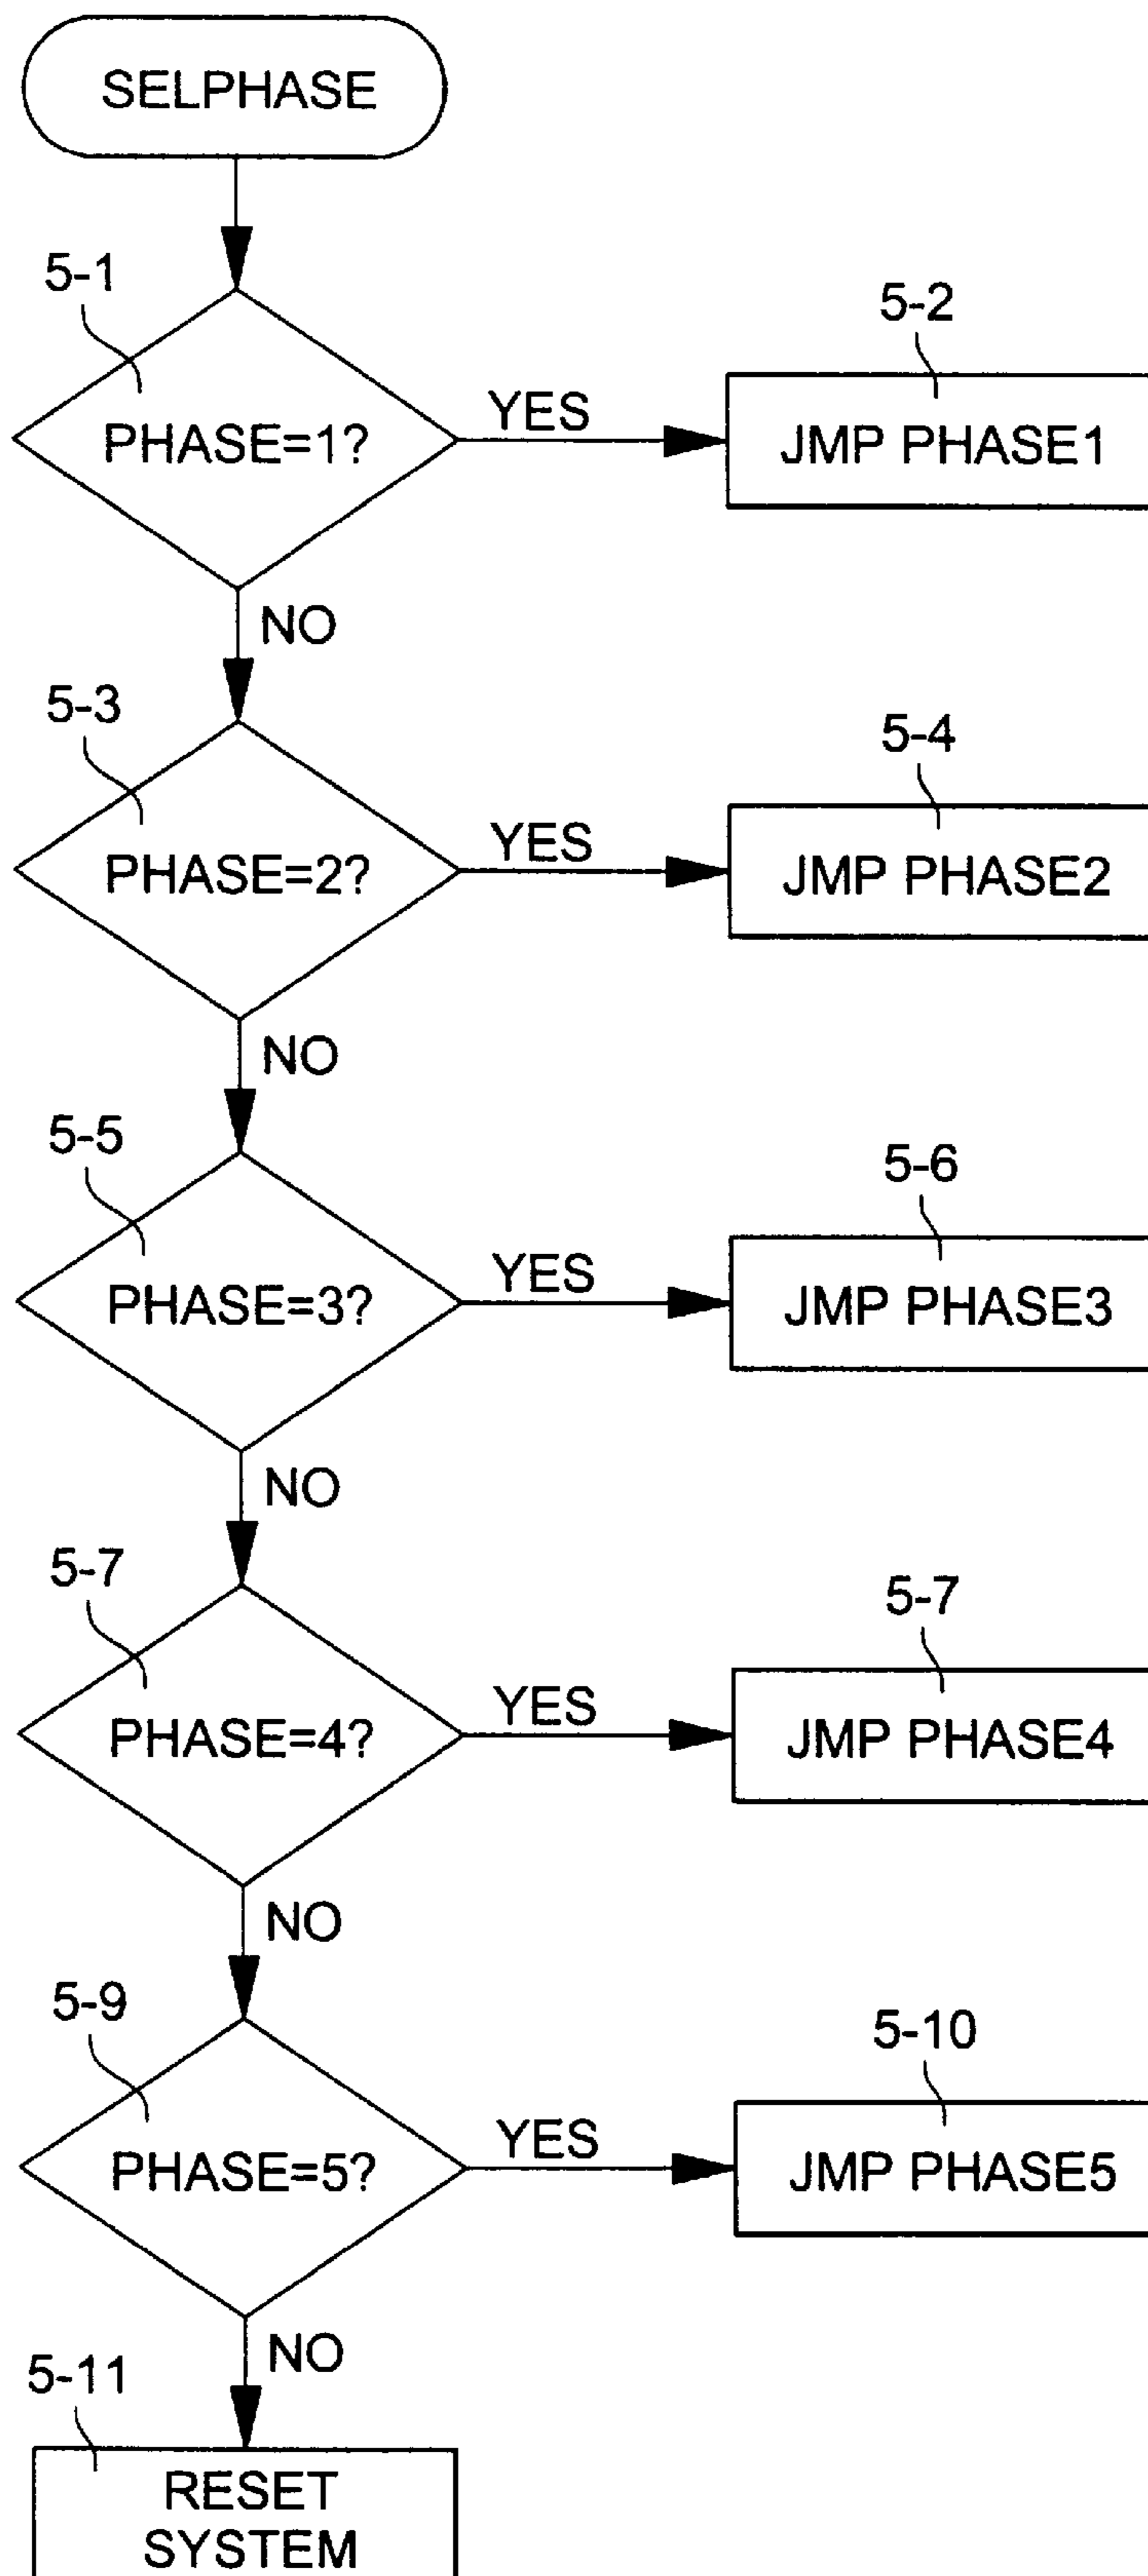 SELPHASE
5-1
5-2
PHASE=1?
YES
JMP PHASE1
NO
5-3
5-4
PHASE=2?
YES
JMP PHASE2
NO
5-5
5-6
PHASE=3?
YES
JMP PHASE3
NO
5-7
5-7
PHASE=4?
YES
JMP PHASE4
NO
5-9
5-10
PHASE=5?
YES
JMP PHASE5
NO
5-11
RESET
SYSTEM